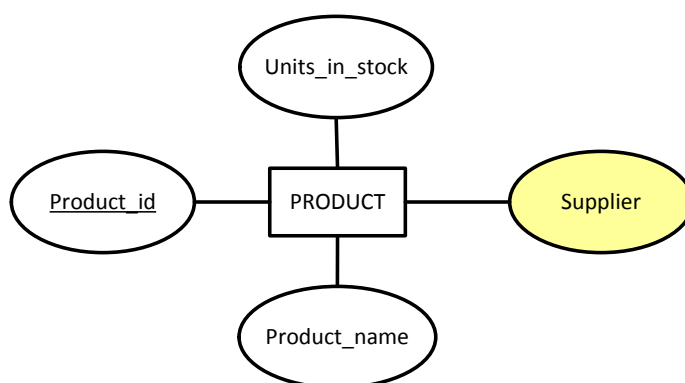 Units_in_stock
Product_id
PRODUCT
Supplier
Product_name